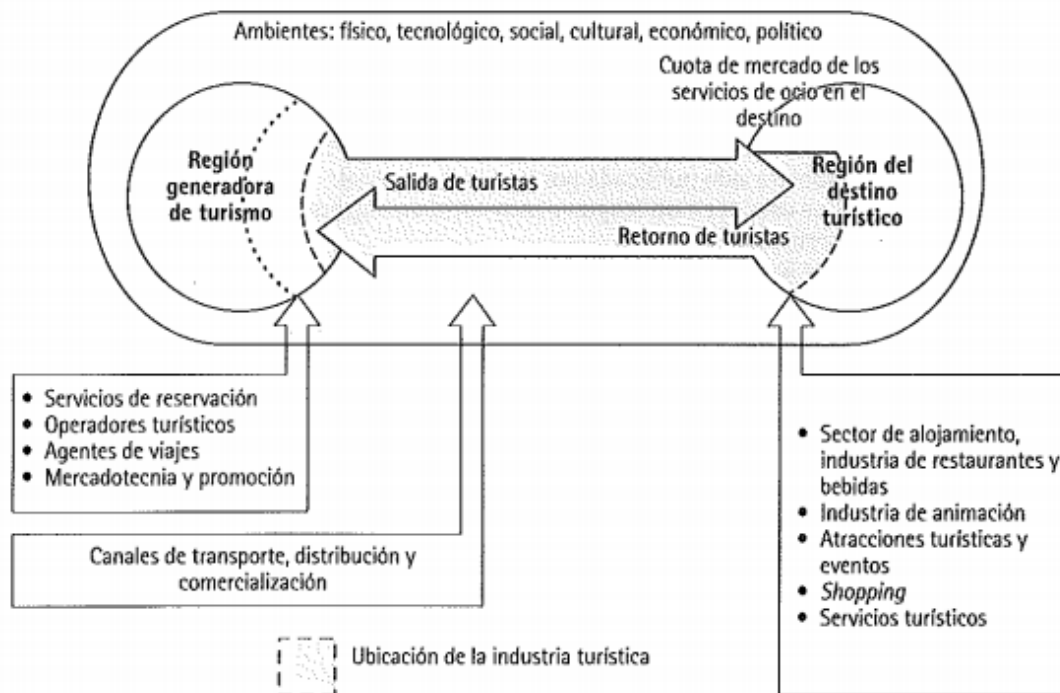 Ambientes: físico, tecnológico, social, cultural, económico, político
Cuota de mercado de los
servicios de ocio en el
destino
Región
generadora
de turismo
Salida de turistas
Retorno de turistas
Región del
destino
turístico
• Servicios de reservación
• Operadores turísticos
• Agentes de viajes
• Mercadotecnia y promoción
Canales de transporte, distribución y
comercialización
• Sector de alojamiento,
industria de restaurantes y
bebidas
• Industria de animación
• Atracciones turísticas y
eventos
• Shopping
• Servicios turísticos
Ubicación de la industria turística